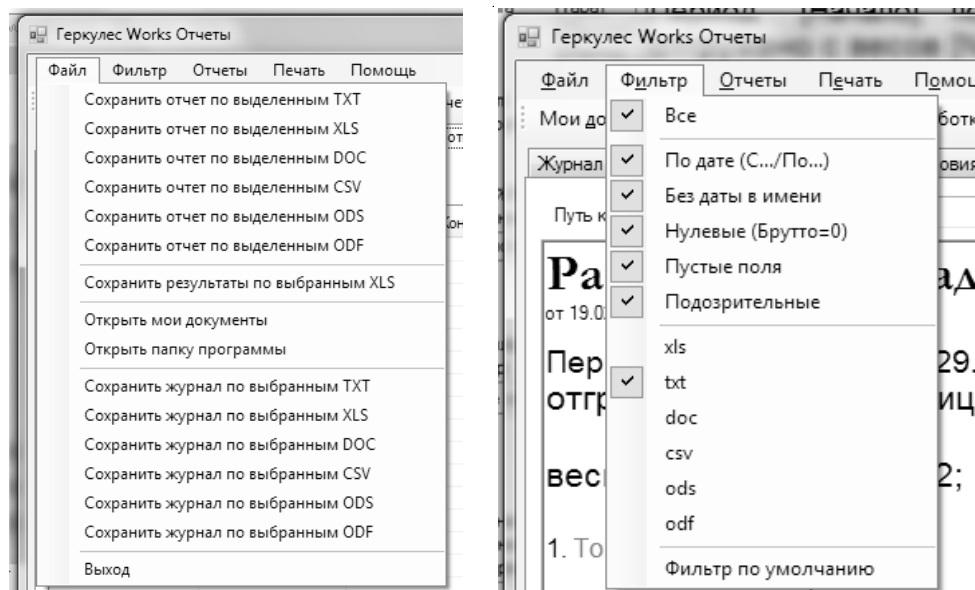 Геркулес Works Отчеты
Файл Фильтр Отчеты Печать Помощь
Сохранить отчет по выделенным TXT
Сохранить отчет по выделенным XLS
Сохранить очтет по выделенным DOC
Сохранить отчет по выделенным CSV
Сохранить отчет по выделенным ODS
Сохранить отчет по выделенным ODF
Сохранить результаты по выбранным XLS
Открыть мои документы
Открыть папку программы
Сохранить журнал по выбранным TXT
Сохранить журнал по выбранным XLS
Сохранить журнал по выбранным DOC
Сохранить журнал по выбранным CSV
Сохранить журнал по выбранным ODS
Сохранить журнал по выбранным ODF
Выход
Геркулес Works Отчеты
Файл Фильтр Отчеты Печать Помощ
Мои до
Журнал
Путь к
Ра
от 19.0
Пер 29.
отгр иц
вес 2;
1. То
Все
По дате (С.../По...)
Без даты в имени
Нулевые (Брутто=0)
Пустые поля
Подозрительные
xls
txt
doc
csv
ods
odf
Фильтр по умолчанию